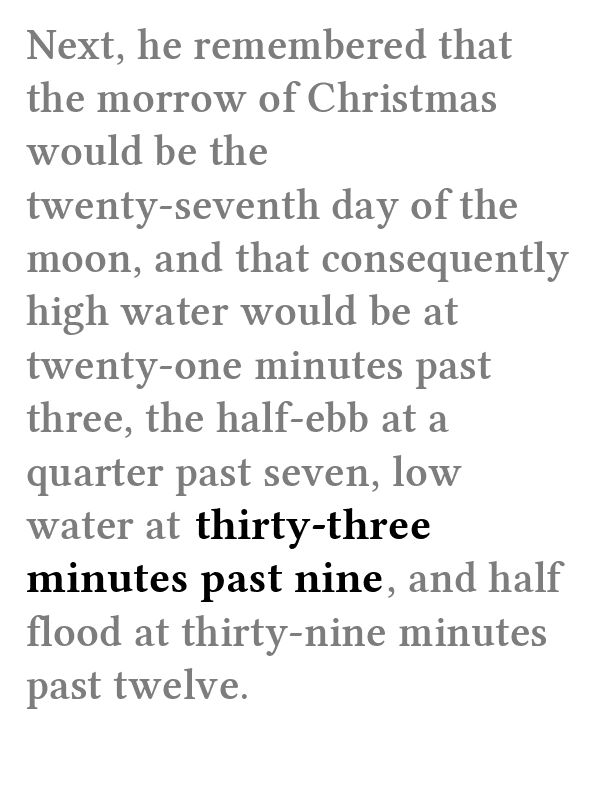 Next, he remembered that
the morrow of Christmas
would be the
twenty-seventh day of the
moon, and that consequently
high water would be at
twenty-one minutes past
three, the half-ebb at a
quarter past seven, low
water at thirty-three
minutes past nine, and half
flood at thirty-nine minutes
past twelve.